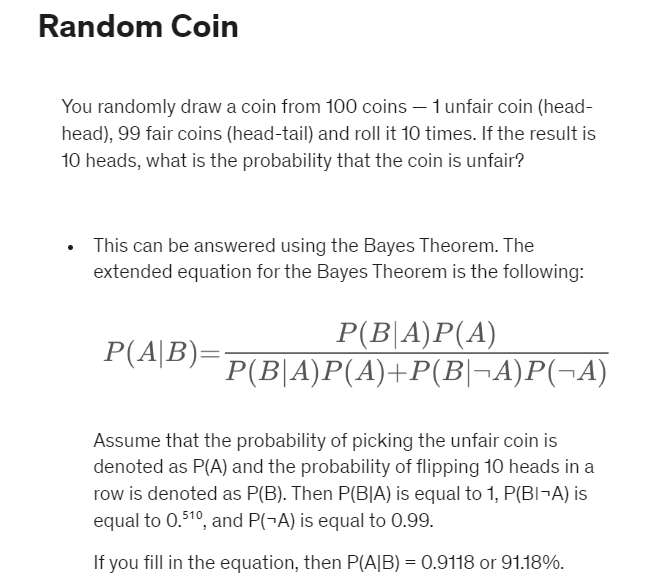 Random Coin
You randomly draw a coin from 100 coins — 1 unfair coin (head-
head), 99 fair coins (head-tail) and roll it 10 times. If the result is
10 heads, what is the probability that the coin is unfair?
• This can be answered using the Bayes Theorem. The
extended equation for the Bayes Theorem is the following:
P(A|B)= P(B|A)P(A) / P(B|A)P(A)+P(B|¬A)P(¬A)
Assume that the probability of picking the unfair coin is
denoted as P(A) and the probability of flipping 10 heads in a
row is denoted as P(B). Then P(B|A) is equal to 1, P(B|¬A) is
equal to 0.⁵¹⁰, and P(¬A) is equal to 0.99.
If you fill in the equation, then P(A|B) = 0.9118 or 91.18%.